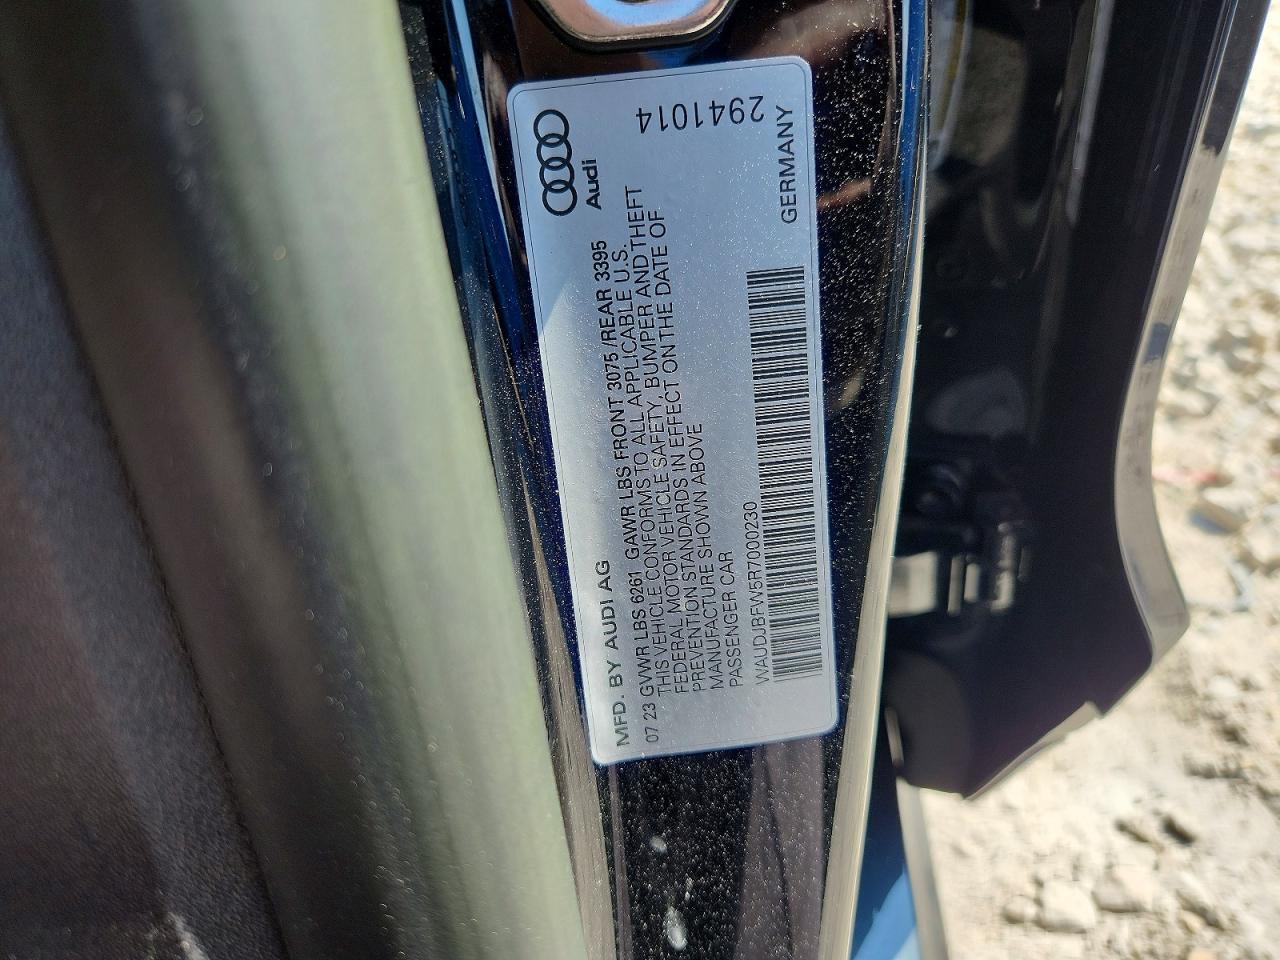 Audi
2941014
MFD. BY AUDI AG
07 23 GVWR LBS 6261 GAWR LBS FRONT 3075 /REAR 3395
THIS VEHICLE CONFORMS TO ALL APPLICABLE U.S.
FEDERAL MOTOR VEHICLE SAFETY, BUMPER AND THEFT
PREVENTION STANDARDS IN EFFECT ON THE DATE OF
MANUFACTURE SHOWN ABOVE
PASSENGER CAR
GERMANY
WAUDJBFW5R7000230